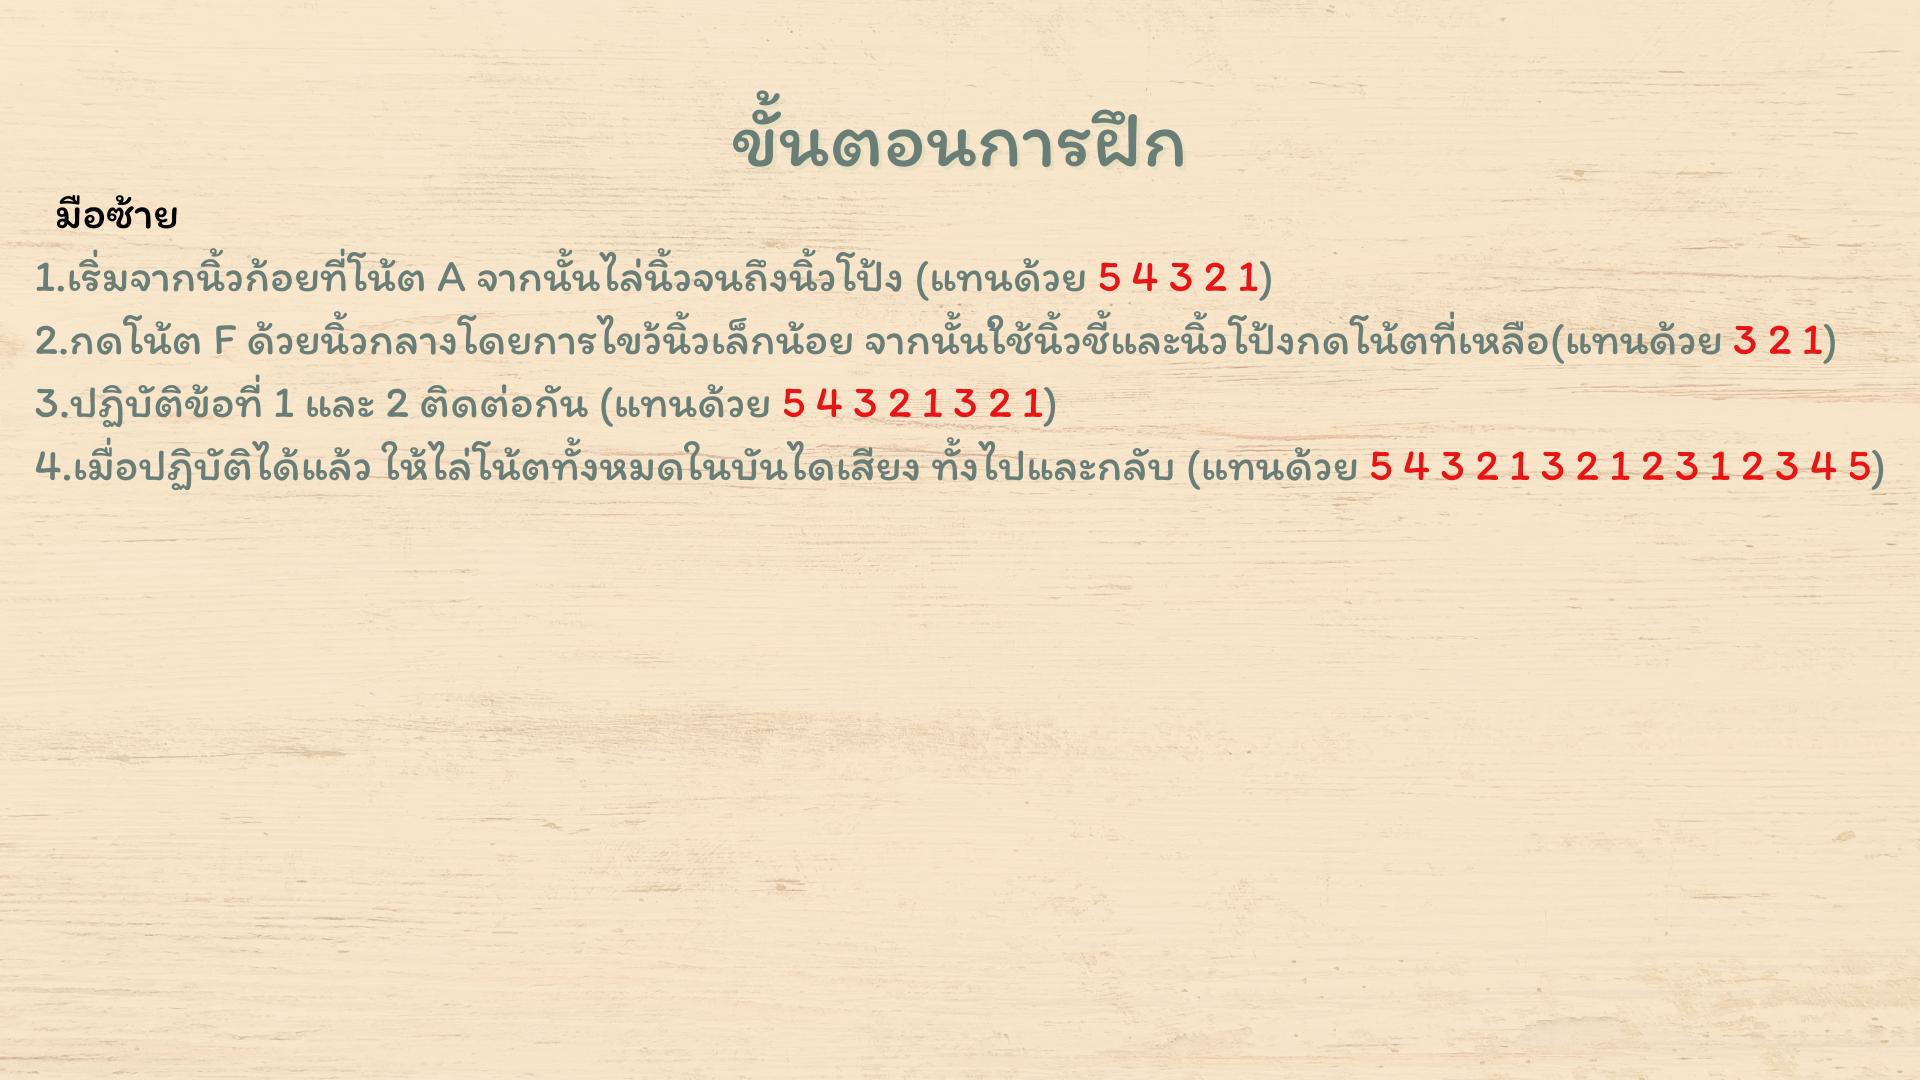 ขั้นตอนการฝึก
มือซ้าย
1.เริ่มจากนิ้วก้อยที่โน้ต A จากนั้นไล่นิ้วจนถึงนิ้วโป้ง (แทนด้วย 5 4 3 2 1)
2.กดโน้ต F ด้วยนิ้วกลางโดยการไขว้นิ้วเล็กน้อย จากนั้นใช้นิ้วชี้และนิ้วโป้งกดโน้ตที่เหลือ(แทนด้วย 3 2 1)
3.ปฏิบัติข้อที่ 1 และ 2 ติดต่อกัน (แทนด้วย 5 4 3 2 1 3 2 1)
4.เมื่อปฏิบัติได้แล้ว ให้ไล่โน้ตทั้งหมดในบันไดเสียง ทั้งไปและกลับ (แทนด้วย 5 4 3 2 1 3 2 1 2 3 1 2 3 4 5)